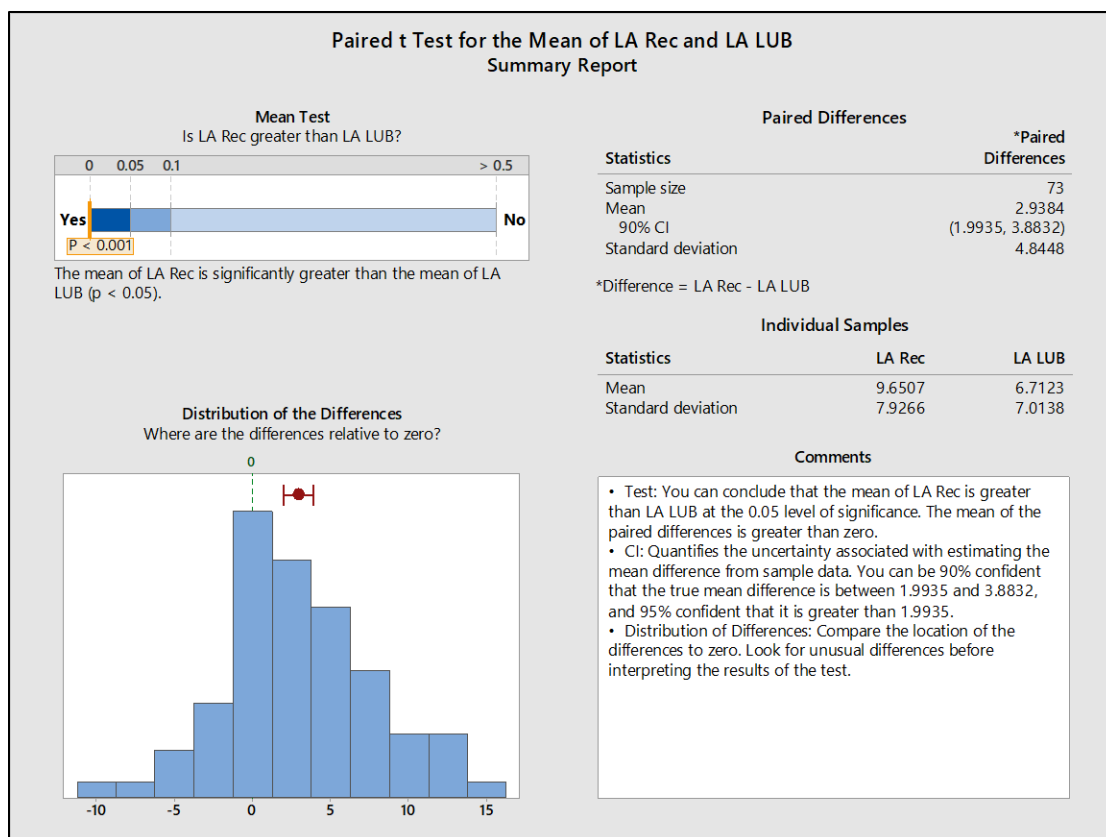 Paired t Test for the Mean of LA Rec and LA LUB
Summary Report
Mean Test
Is LA Rec greater than LA LUB?
0 0.05 0.1 > 0.5
Yes No
P < 0.001
The mean of LA Rec is significantly greater than the mean of LA
LUB (p < 0.05).
Distribution of the Differences
Where are the differences relative to zero?
0
-10 -5 0 5 10 15
Paired Differences
*Paired
Statistics Differences
Sample size 73
Mean 2.9384
90% CI (1.9935, 3.8832)
Standard deviation 4.8448
*Difference = LA Rec - LA LUB
Individual Samples
Statistics LA Rec LA LUB
Mean 9.6507 6.7123
Standard deviation 7.9266 7.0138
Comments
• Test: You can conclude that the mean of LA Rec is greater
than LA LUB at the 0.05 level of significance. The mean of the
paired differences is greater than zero.
• CI: Quantifies the uncertainty associated with estimating the
mean difference from sample data. You can be 90% confident
that the true mean difference is between 1.9935 and 3.8832,
and 95% confident that it is greater than 1.9935.
• Distribution of Differences: Compare the location of the
differences to zero. Look for unusual differences before
interpreting the results of the test.